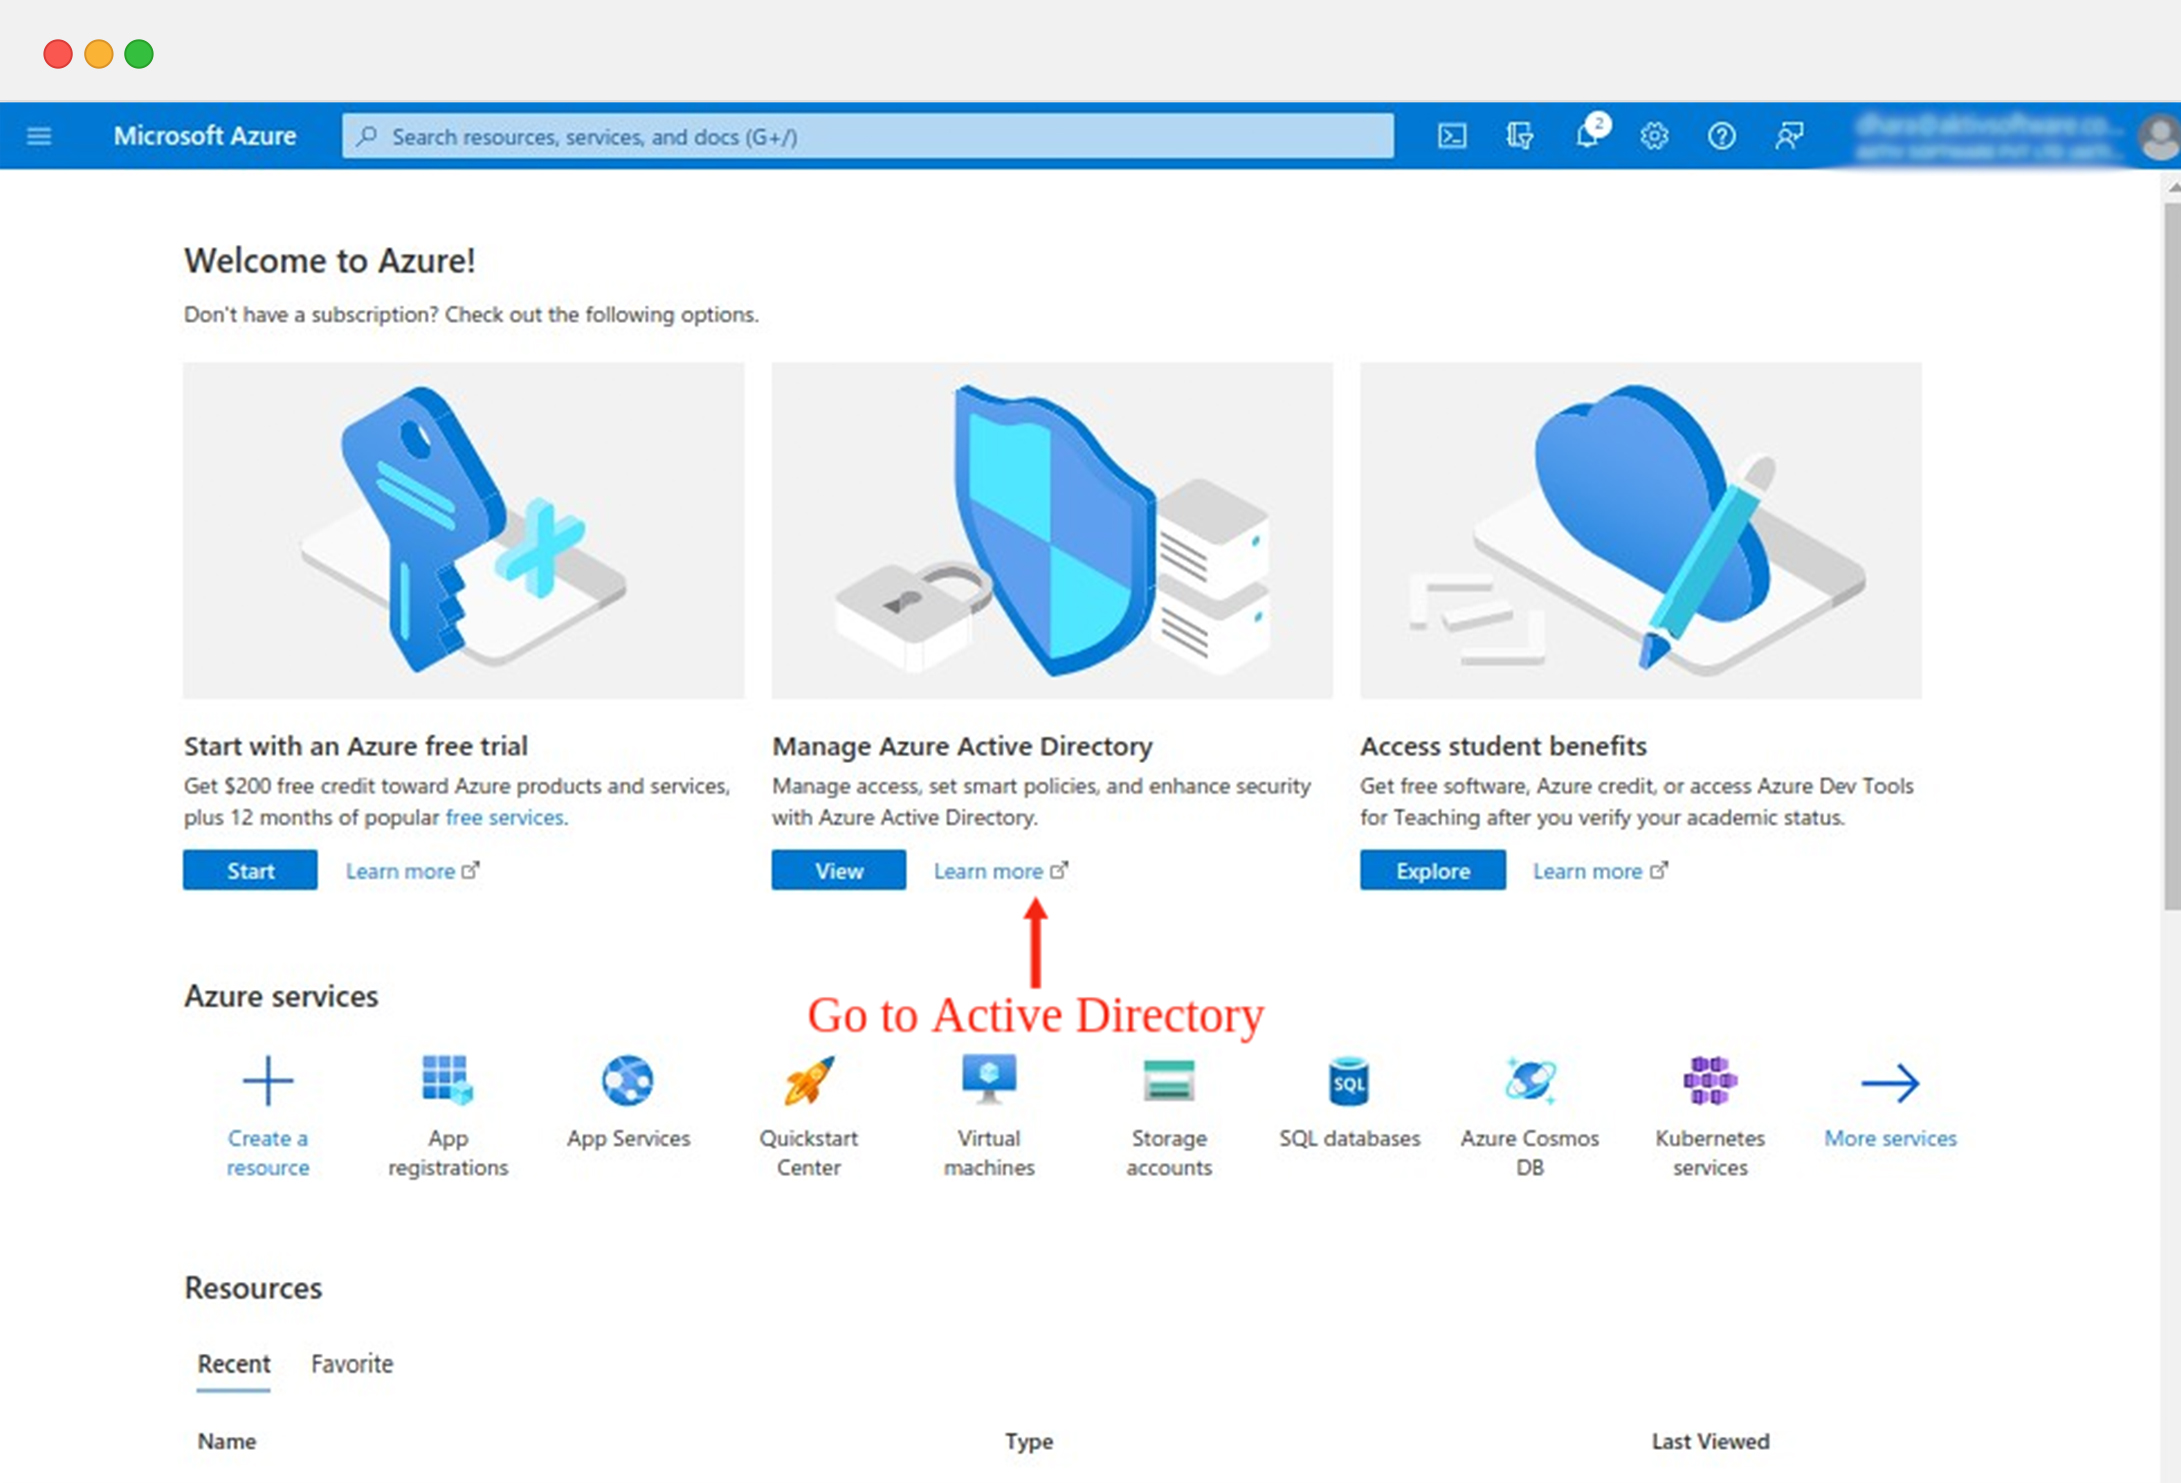 Microsoft Azure
Search resources, services, and docs (G+/)
2
Welcome to Azure!
Don't have a subscription? Check out the following options.
Start with an Azure free trial
Get $200 free credit toward Azure products and services,
plus 12 months of popular free services.
Start
Learn more
Manage Azure Active Directory
Manage access, set smart policies, and enhance security
with Azure Active Directory.
View
Learn more
Access student benefits
Get free software, Azure credit, or access Azure Dev Tools
for Teaching after you verify your academic status.
Explore
Learn more
Go to Active Directory
Azure services
Create a
resource
App
registrations
App Services
Quickstart
Center
Virtual
machines
Storage
accounts
SQL
SQL databases
Azure Cosmos
DB
Kubernetes
services
More services
Resources
Recent
Favorite
Name
Type
Last Viewed